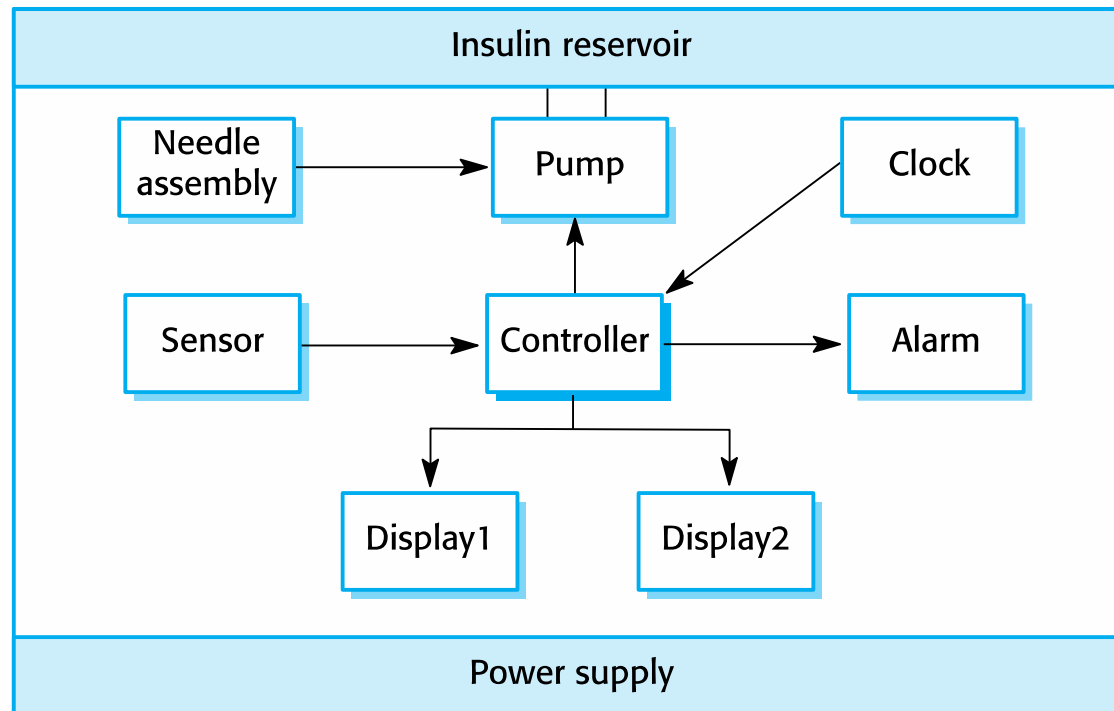 Insulin reservoir
Needle
assembly
Pump
Clock
Sensor
Controller
Alarm
Display1
Display2
Power supply